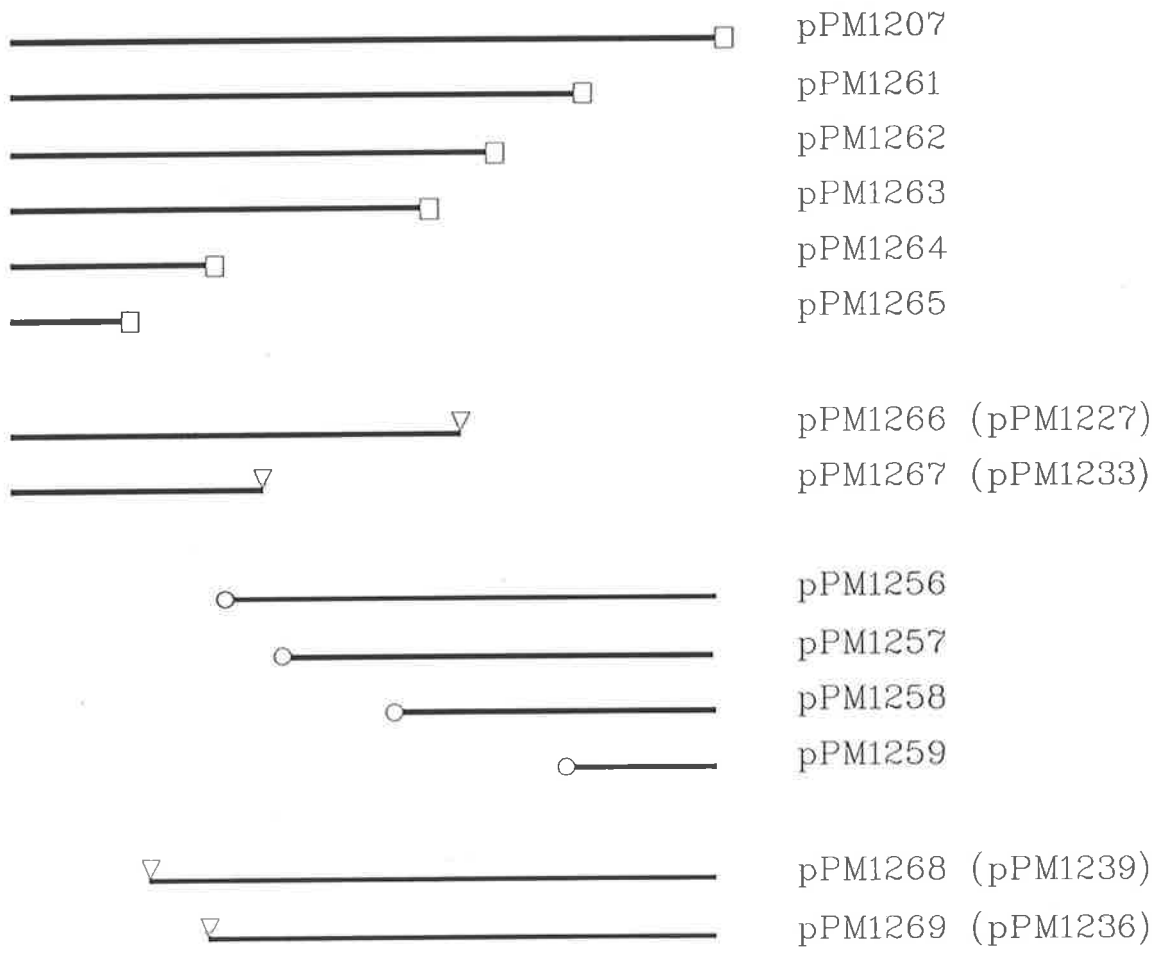 pPM1207
pPM1261
pPM1262
pPM1263
pPM1264
pPM1265
pPM1266 (pPM1227)
pPM1267 (pPM1233)
pPM1256
pPM1257
pPM1258
pPM1259
pPM1268 (pPM1239)
pPM1269 (pPM1236)